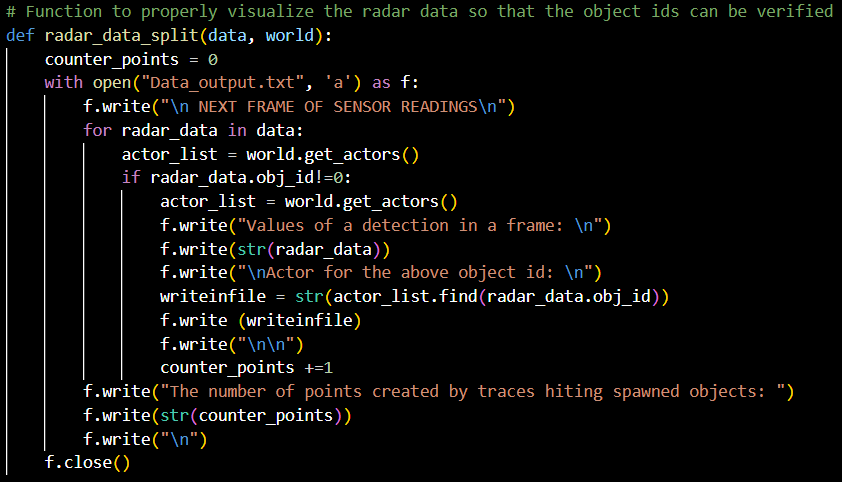 # Function to properly visualize the radar data so that the object ids can be verified
def radar_data_split(data, world):
    counter_points = 0
    with open("Data_output.txt", 'a') as f:
        f.write("\n NEXT FRAME OF SENSOR READINGS\n")
        for radar_data in data:
            actor_list = world.get_actors()
            if radar_data.obj_id!=0:
                actor_list = world.get_actors()
                f.write("Values of a detection in a frame: \n")
                f.write(str(radar_data))
                f.write("\nActor for the above object id: \n")
                writeinfile = str(actor_list.find(radar_data.obj_id))
                f.write (writeinfile)
                f.write("\n\n")
                counter_points +=1
        f.write("The number of points created by traces hiting spawned objects: ")
        f.write(str(counter_points))
        f.write("\n")
    f.close()